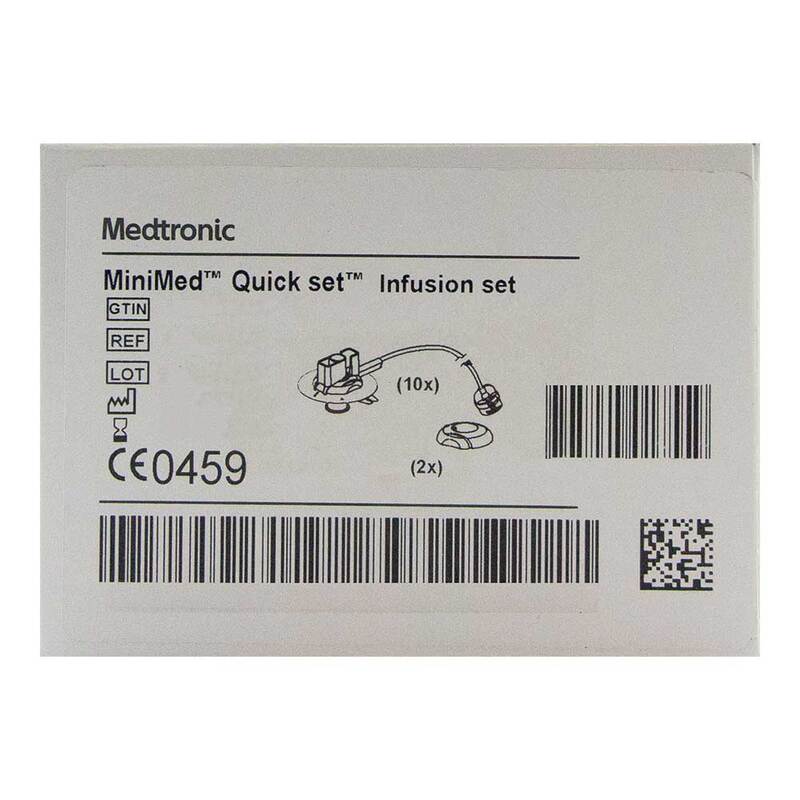 Medtronic
MiniMed™ Quick set™ Infusion set
GTIN
REF
LOT
(10x)
(2x)
CE0459